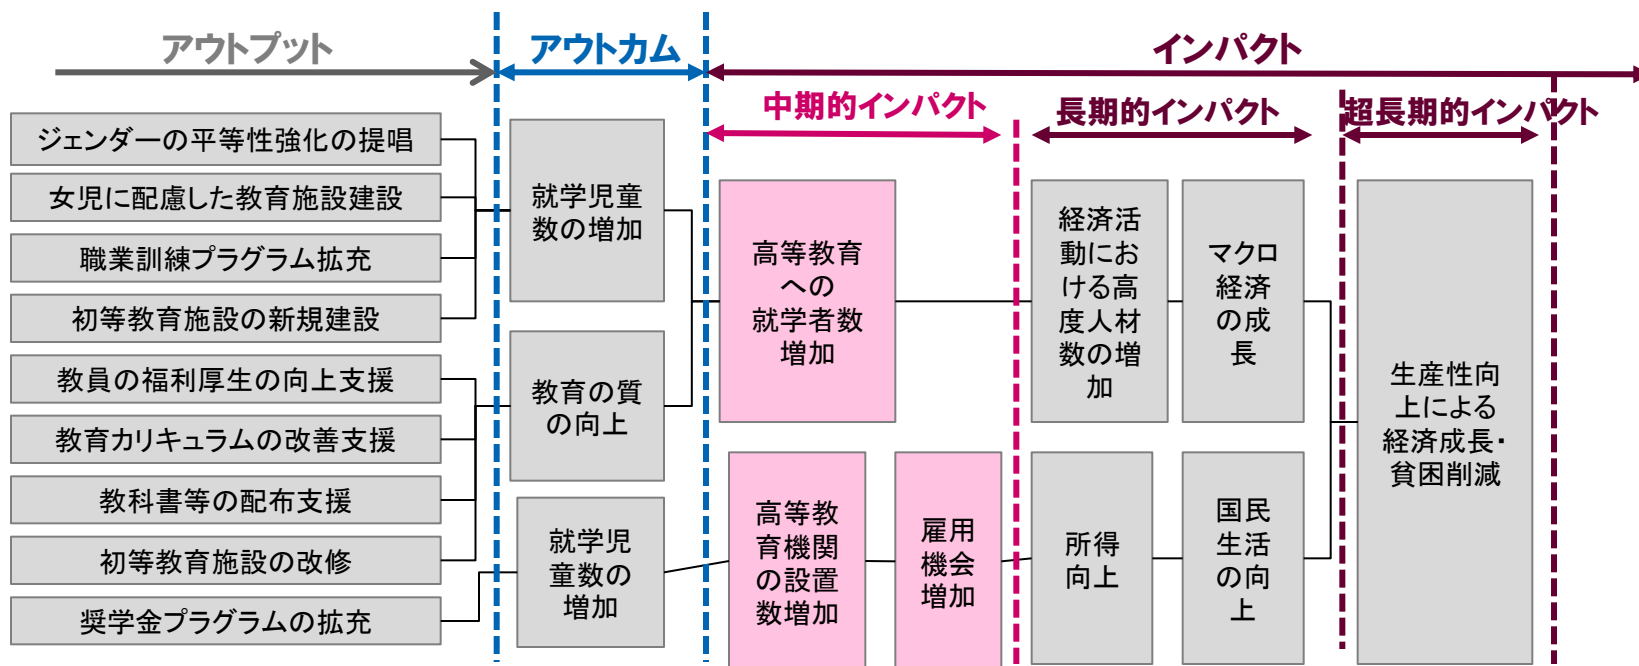 アウトプット
アウトカム
インパクト
中期的インパクト
長期的インパクト
超長期的インパクト
ジェンダーの平等性強化の提唱
女児に配慮した教育施設建設
職業訓練プラグラム拡充
初等教育施設の新規建設
教員の福利厚生の向上支援
教育カリキュラムの改善支援
教科書等の配布支援
初等教育施設の改修
奨学金プラグラムの拡充
就学児童
数の増加
教育の質
の向上
就学児
童数の
増加
高等教育
への
就学者数
増加
高等教
育機関
の設置
数増加
雇用
機会
増加
経済活
動にお
ける高
度人材
数の増
加
マクロ
経済
の成
長
所得
向上
国民
生活
の向
上
生産性向
上による
経済成長・
貧困削減